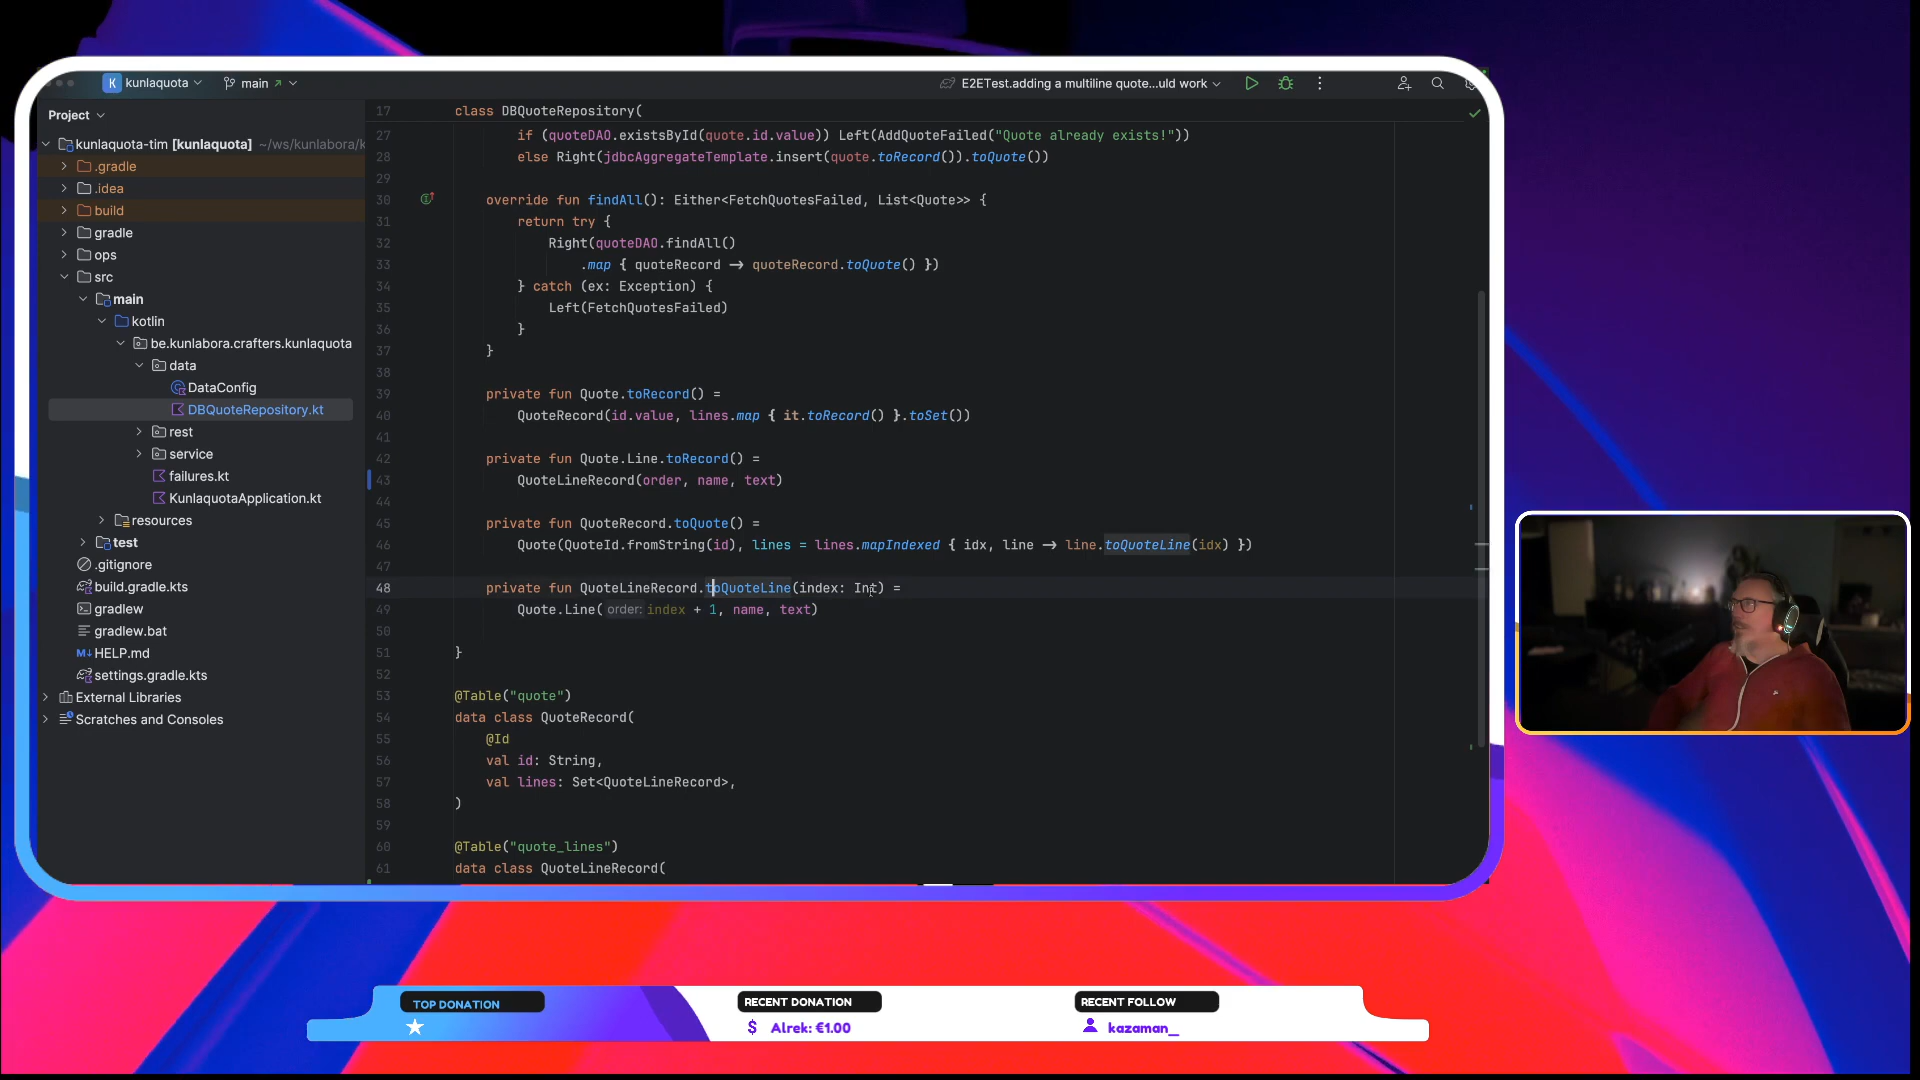 K kunlaquota main
E2ETest.adding a multiline quote...uld work
Project
kunlaquota-tim [kunlaquota] ~/ws/kunlabora/k
.gradle
.idea
build
gradle
ops
src
main
kotlin
be.kunlabora.crafters.kunlaquota
data
DataConfig
DBQuoteRepository.kt
rest
service
failures.kt
KunlaquotaApplication.kt
resources
test
.gitignore
build.gradle.kts
gradlew
gradlew.bat
M↓ HELP.md
settings.gradle.kts
External Libraries
Scratches and Consoles
17 class DBQuoteRepository(
27 if (quoteDAO.existsById(quote.id.value)) Left(AddQuoteFailed("Quote already exists!"))
28 else Right(jdbcAggregateTemplate.insert(quote.toRecord()).toQuote())
29
30 override fun findAll(): Either<FetchQuotesFailed, List<Quote>> {
31 return try {
32 Right(quoteDAO.findAll()
33 .map { quoteRecord → quoteRecord.toQuote() })
34 } catch (ex: Exception) {
35 Left(FetchQuotesFailed)
36 }
37 }
38
39 private fun Quote.toRecord() =
40 QuoteRecord(id.value, lines.map { it.toRecord() }.toSet())
41
42 private fun Quote.Line.toRecord() =
43 QuoteLineRecord(order, name, text)
44
45 private fun QuoteRecord.toQuote() =
46 Quote(QuoteId.fromString(id), lines = lines.mapIndexed { idx, line → line.toQuoteLine(idx) })
47
48 private fun QuoteLineRecord.toQuoteLine(index: Int) =
49 Quote.Line( order: index + 1, name, text)
50
51 }
52
53 @Table("quote")
54 data class QuoteRecord(
55 @Id
56 val id: String,
57 val lines: Set<QuoteLineRecord>,
58 )
59
60 @Table("quote_lines")
61 data class QuoteLineRecord(
TOP DONATION
RECENT DONATION
$ Alrek: €1.00
RECENT FOLLOW
kazaman_